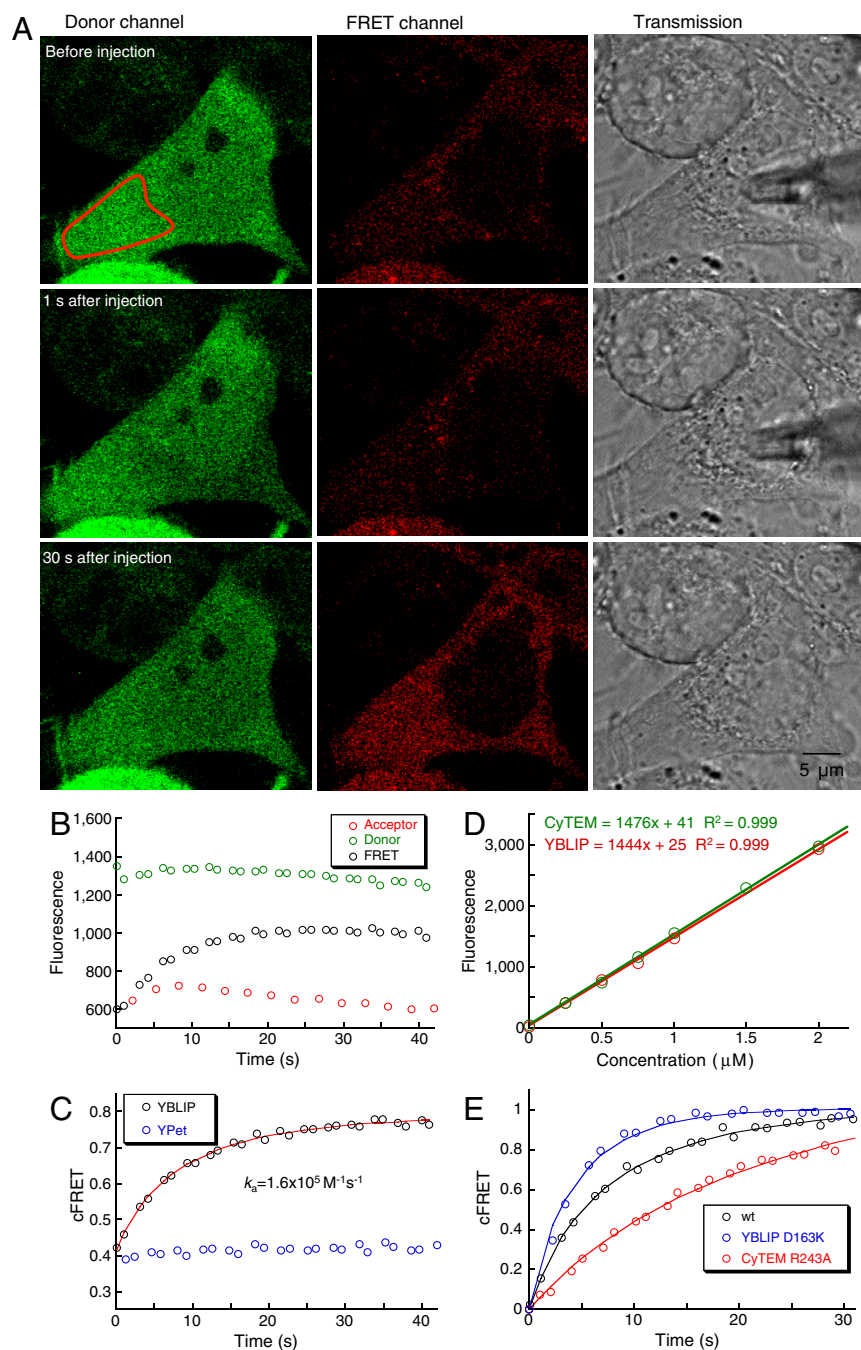 A
Donor channel
FRET channel
Transmission
Before injection
1 s after injection
30 s after injection
5 µm
B
1,600
1,400
1,200
1,000
800
600
Fluorescence
Acceptor
Donor
FRET
0 10 20 30 40
Time (s)
D
CyTEM = 1476x + 41 R² = 0.999
YBLIP = 1444x + 25 R² = 0.999
3,000
2,000
1,000
0
Fluorescence
0 0.5 1 1.5 2
Concentration (µM)
C
YBLIP
YPet
0.8
0.7
0.6
0.5
0.4
0.3
cFRET
kₐ=1.6x10⁵ M⁻¹s⁻¹
0 10 20 30 40
Time (s)
E
1
0.8
0.6
0.4
0.2
0
cFRET
wt
YBLIP D163K
CyTEM R243A
0 10 20 30
Time (s)